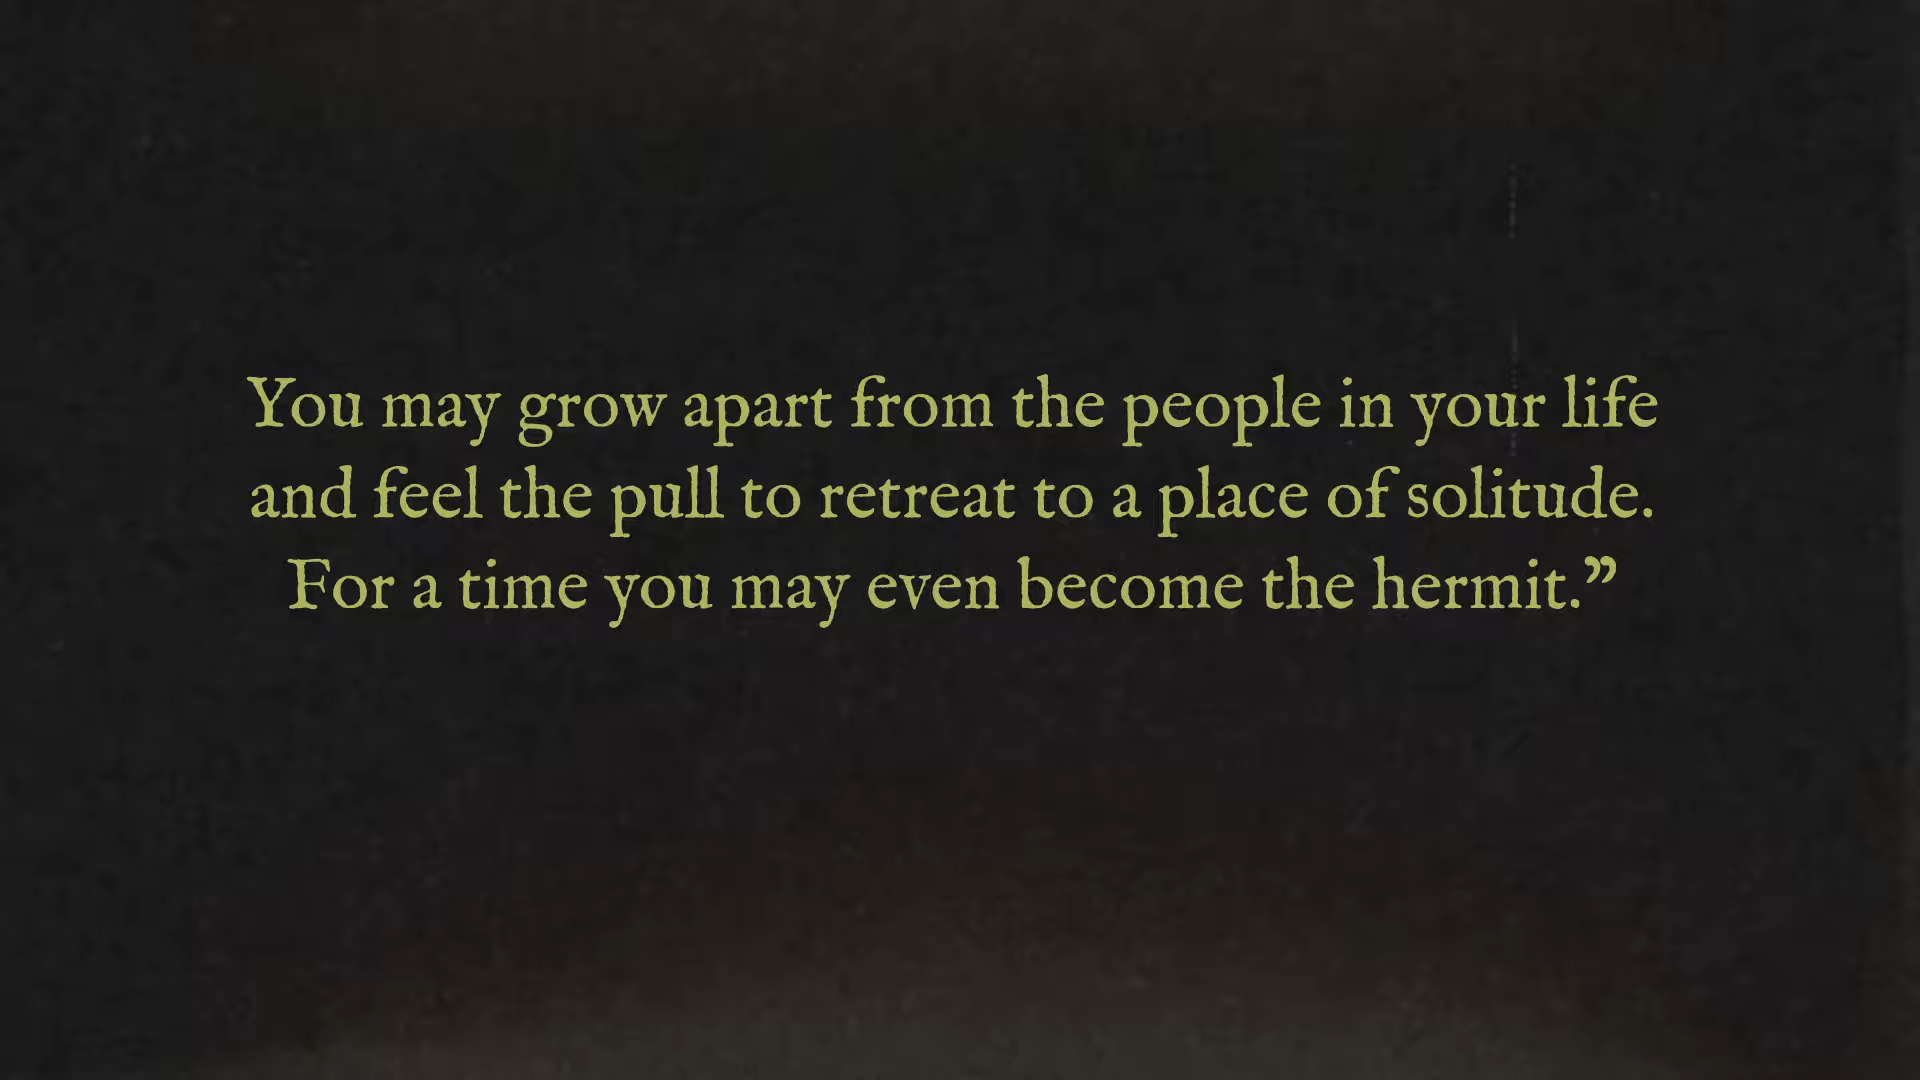 You may grow apart from the people in your life
and feel the pull to retreat to a place of solitude.
For a time you may even become the hermit.”